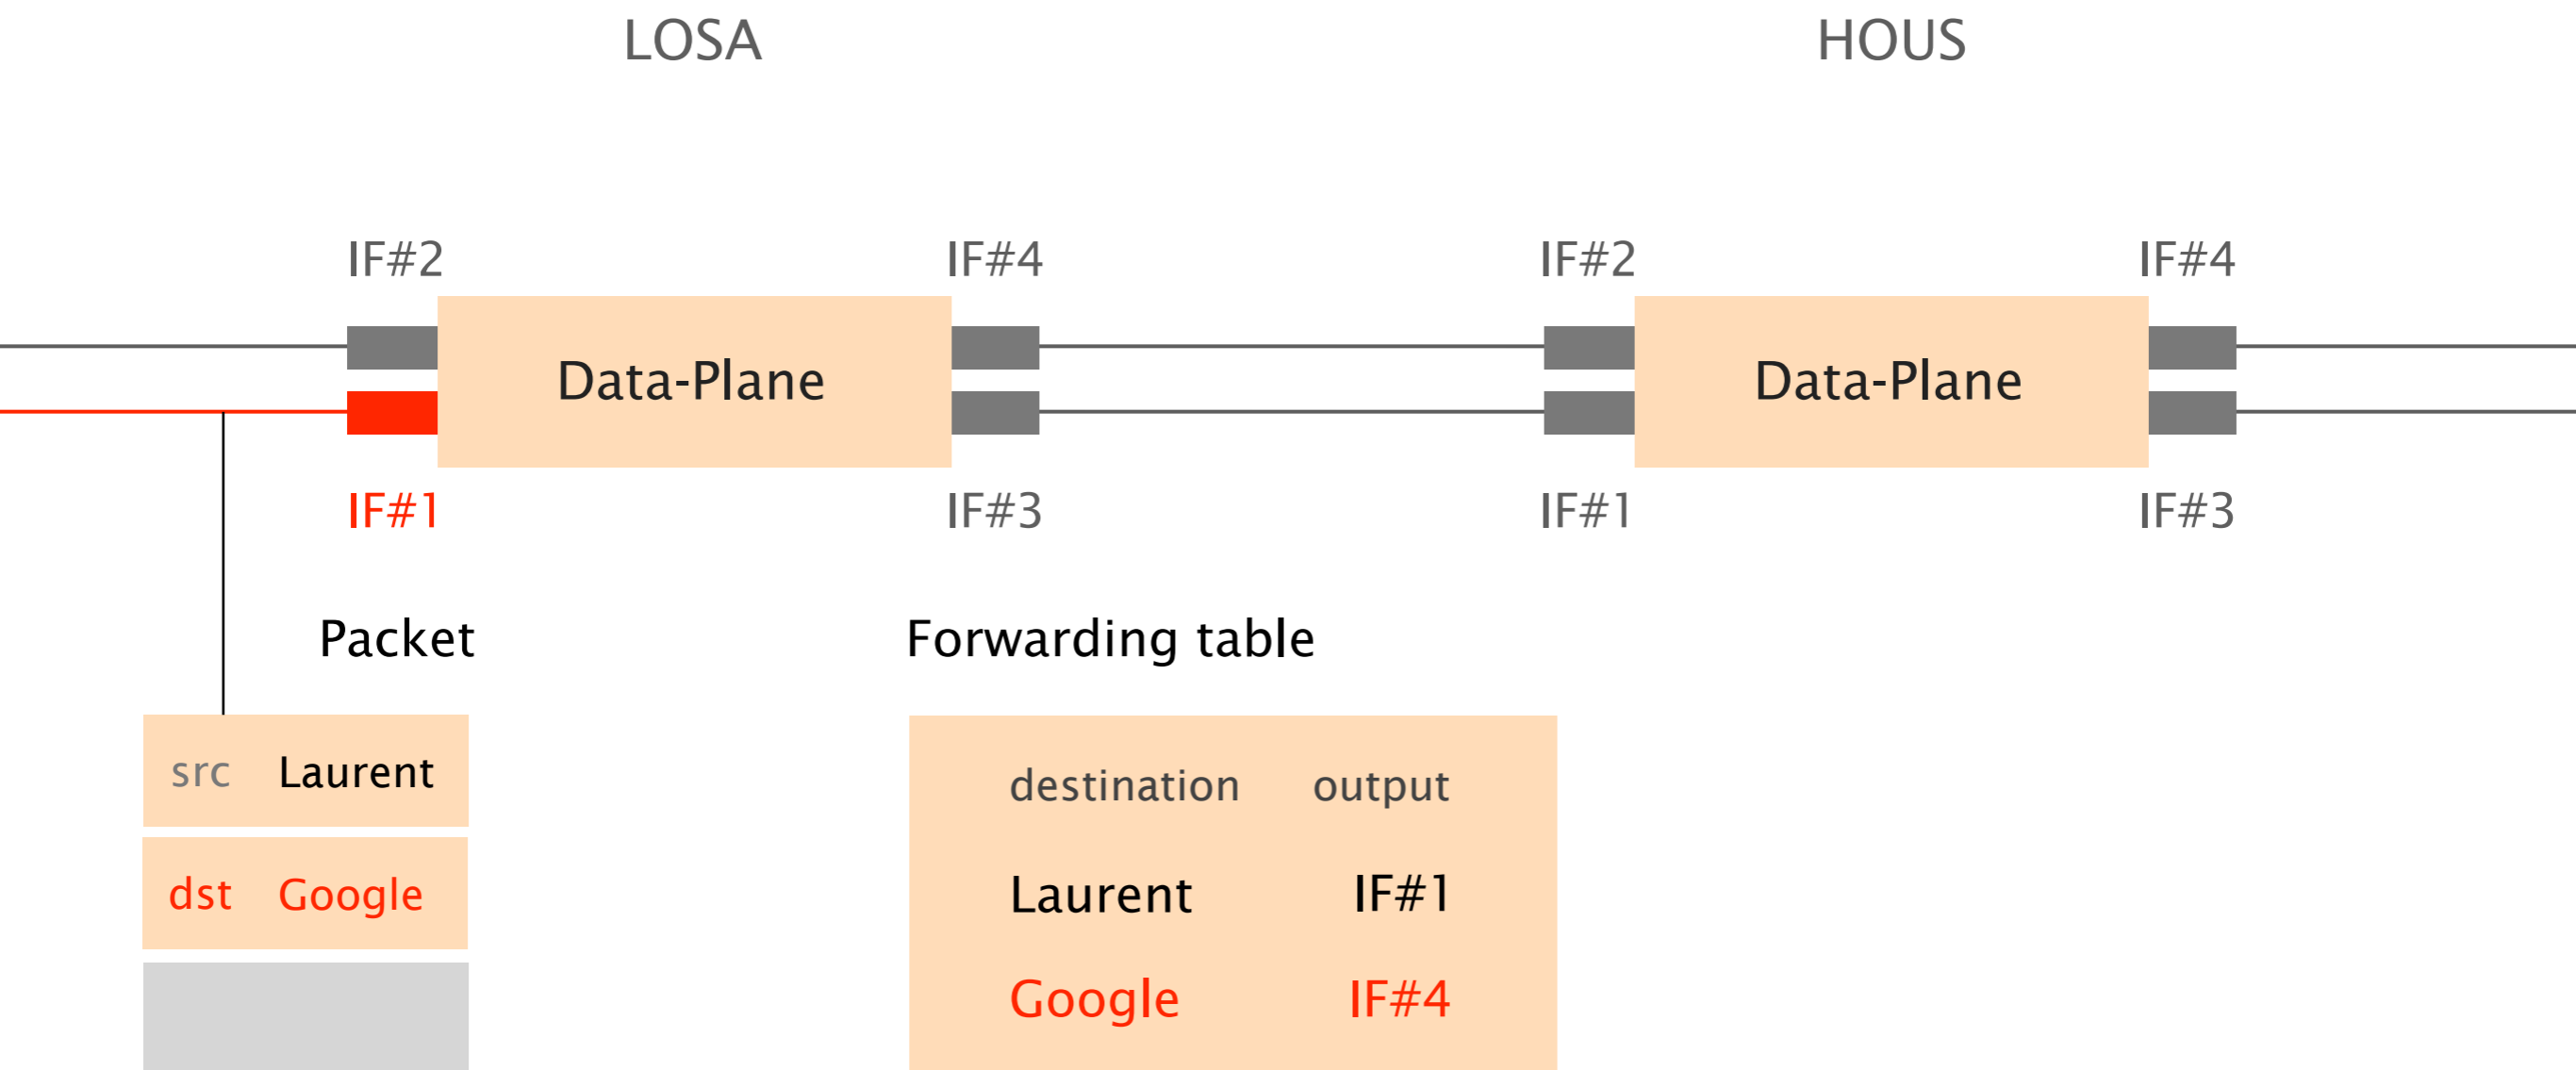 LOSA HOUS
IF#2 IF#4 IF#2 IF#4
Data-Plane Data-Plane
IF#1 IF#3 IF#1 IF#3
Packet Forwarding table
src Laurent
destination output
dst Google
Laurent IF#1
Google IF#4